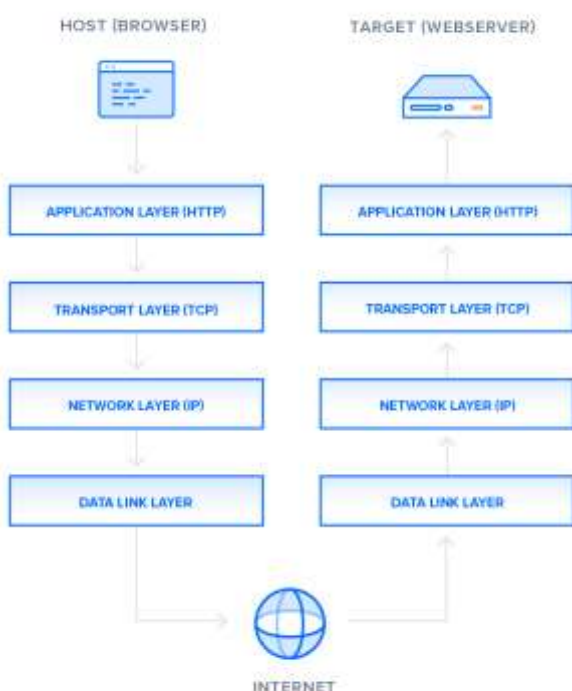 HOST (BROWSER)
TARGET (WEBSERVER)
APPLICATION LAYER (HTTP)
APPLICATION LAYER (HTTP)
TRANSPORT LAYER (TCP)
TRANSPORT LAYER (TCP)
NETWORK LAYER (IP)
NETWORK LAYER (IP)
DATA LINK LAYER
DATA LINK LAYER
INTERNET